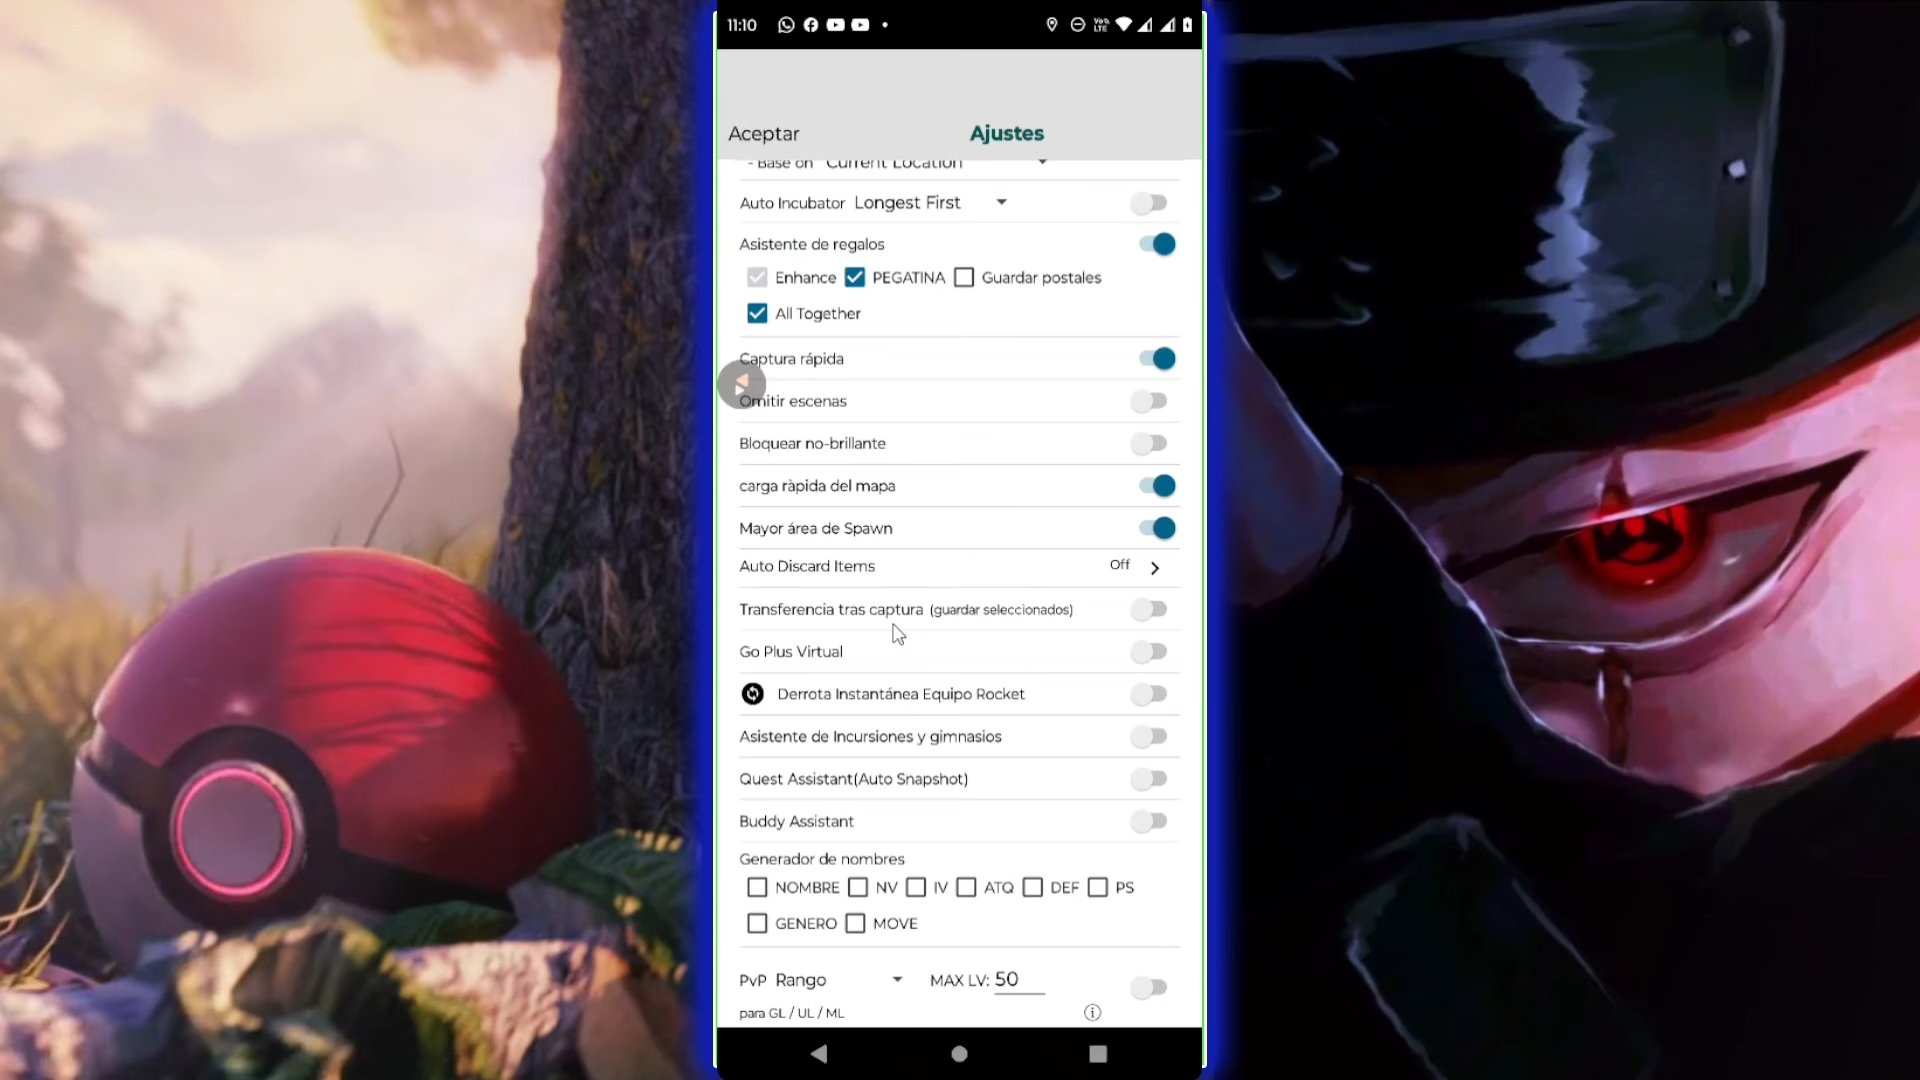 11:10
VoLTE
Aceptar
Ajustes
- Base on Current Location
Auto Incubator Longest First
Asistente de regalos
Enhance PEGATINA Guardar postales
All Together
Captura rápida
Omitir escenas
Bloquear no-brillante
carga ràpida del mapa
Mayor área de Spawn
Auto Discard Items Off
Transferencia tras captura (guardar seleccionados)
Go Plus Virtual
Derrota Instantánea Equipo Rocket
Asistente de Incursiones y gimnasios
Quest Assistant(Auto Snapshot)
Buddy Assistant
Generador de nombres
NOMBRE NV IV ATQ DEF PS
GENERO MOVE
PvP Rango MAX LV: 50
para GL / UL / ML